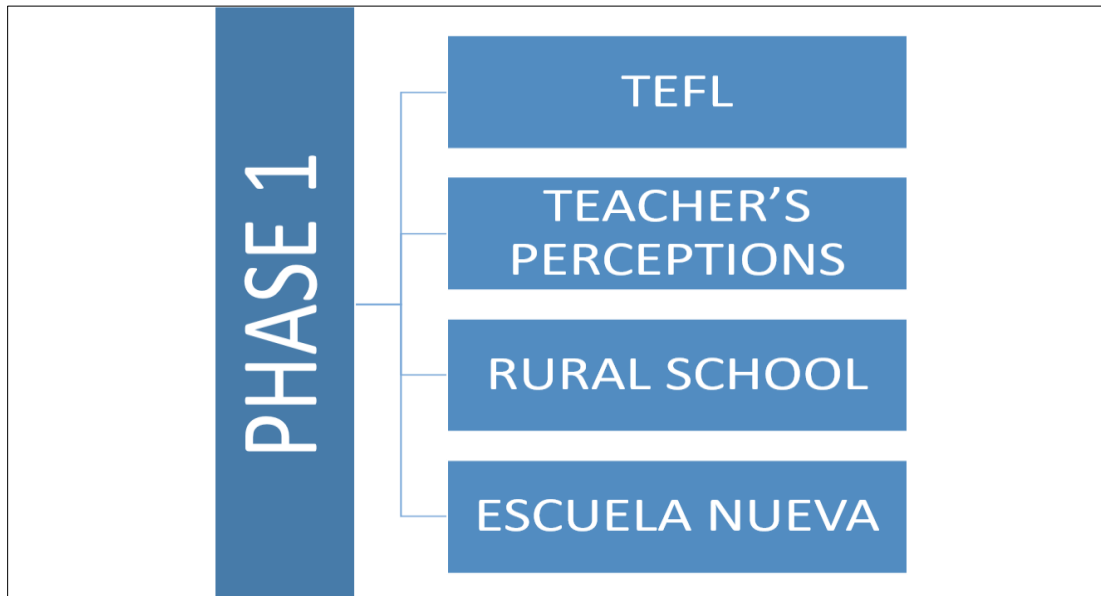 PHASE 1
TEFL
TEACHER’S
PERCEPTIONS
RURAL SCHOOL
ESCUELA NUEVA